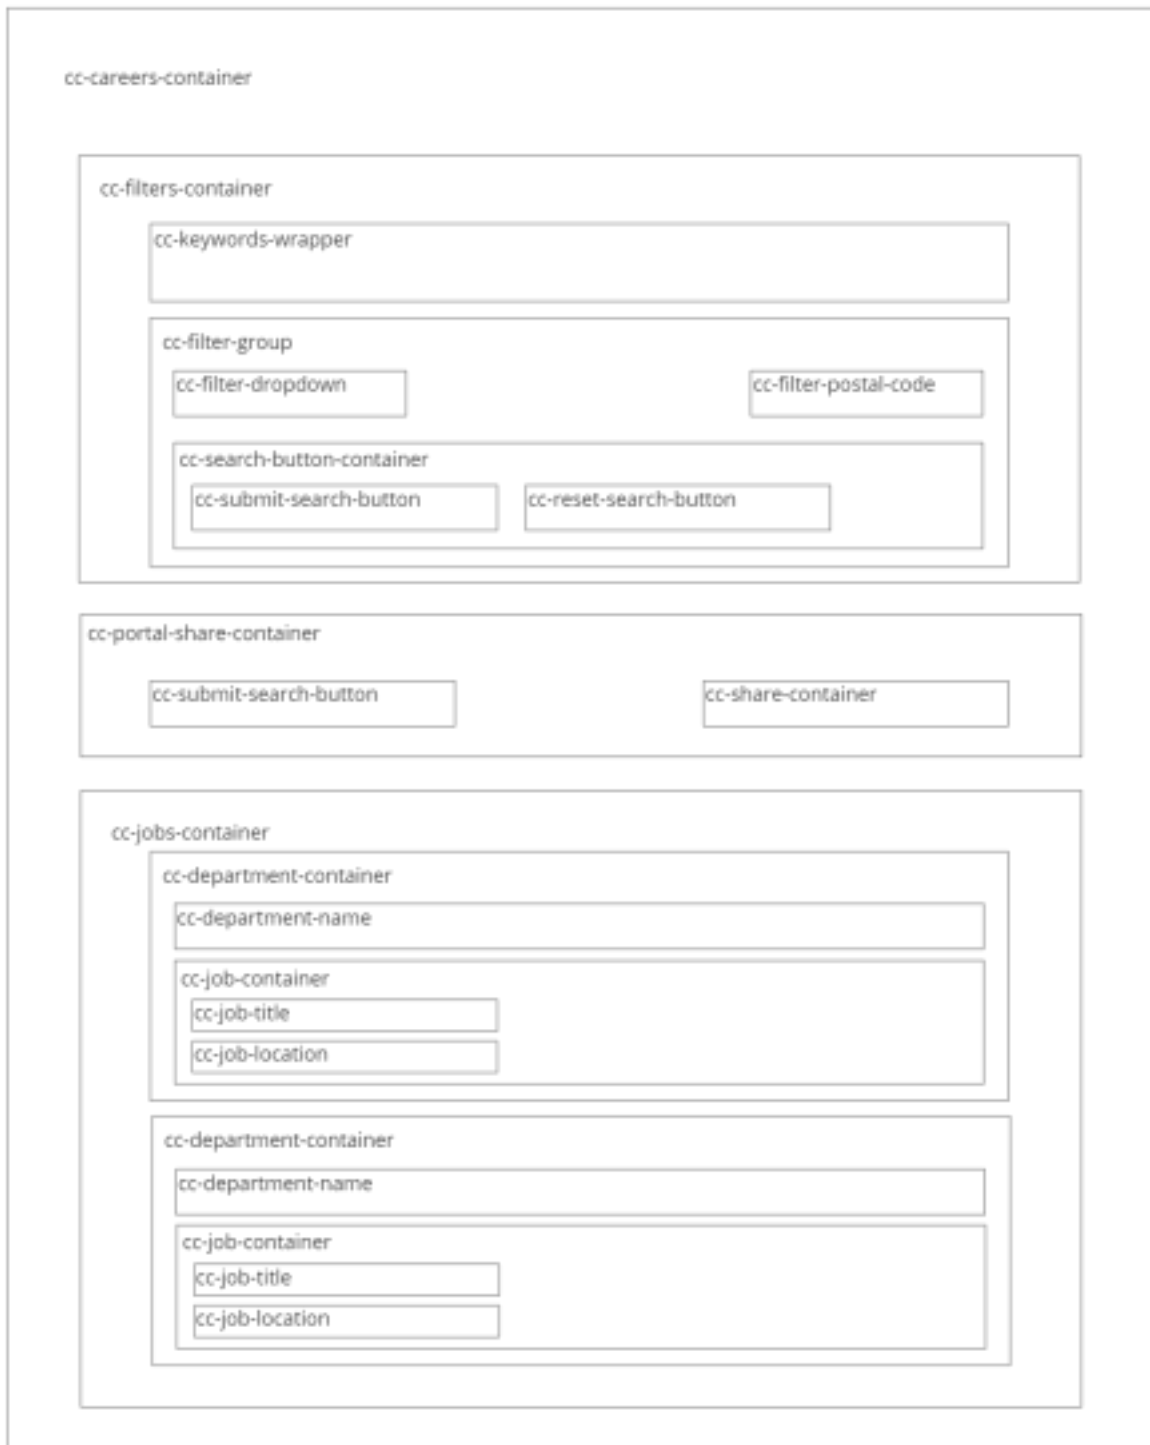 cc-careers-container
cc-filters-container
cc-keywords-wrapper
cc-filter-group
cc-filter-dropdown
cc-filter-postal-code
cc-search-button-container
cc-submit-search-button
cc-reset-search-button
cc-portal-share-container
cc-submit-search-button
cc-share-container
cc-jobs-container
cc-department-container
cc-department-name
cc-job-container
cc-job-title
cc-job-location
cc-department-container
cc-department-name
cc-job-container
cc-job-title
cc-job-location